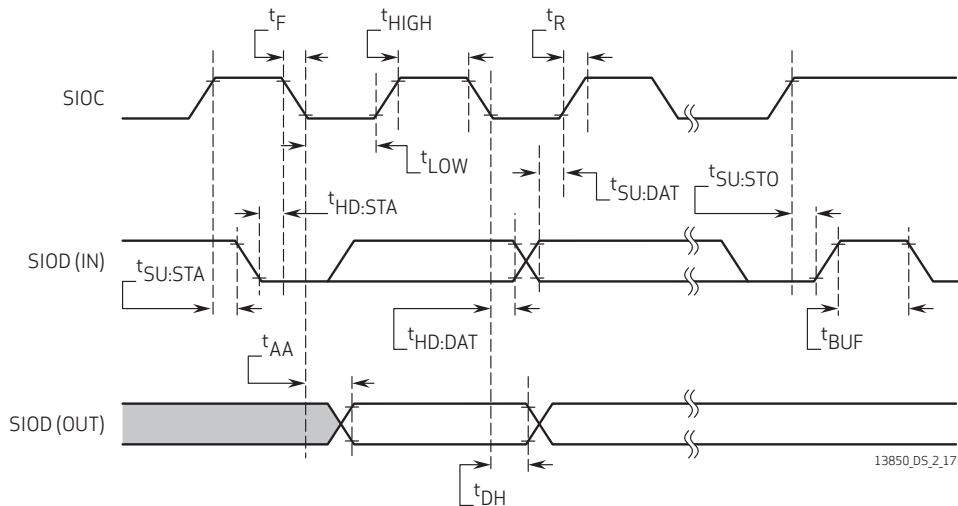 tF
tHIGH
tR
SIOC
tLOW
tSU:DAT
tSU:STO
tHD:STA
SIOD (IN)
tSU:STA
tHD:DAT
tBUF
tAA
SIOD (OUT)
13850_DS_2_17
tDH